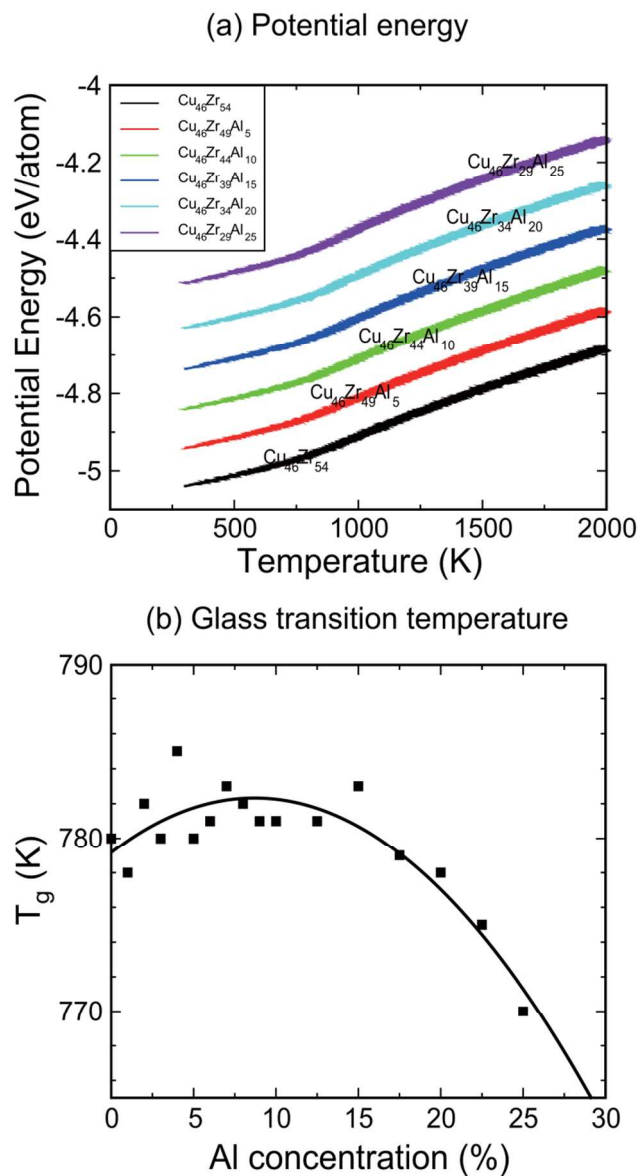 (a) Potential energy
Potential Energy (eV/atom)
-4
-4.2
-4.4
-4.6
-4.8
-5
Cu46Zr54
Cu46Zr49Al5
Cu46Zr44Al10
Cu46Zr39Al15
Cu46Zr34Al20
Cu46Zr29Al25
Cu46Zr29Al25
Cu46Zr34Al20
Cu46Zr39Al15
Cu46Zr44Al10
Cu46Zr49Al5
Cu46Zr54
0 500 1000 1500 2000
Temperature (K)
(b) Glass transition temperature
Tg (K)
790
780
770
0 5 10 15 20 25 30
Al concentration (%)